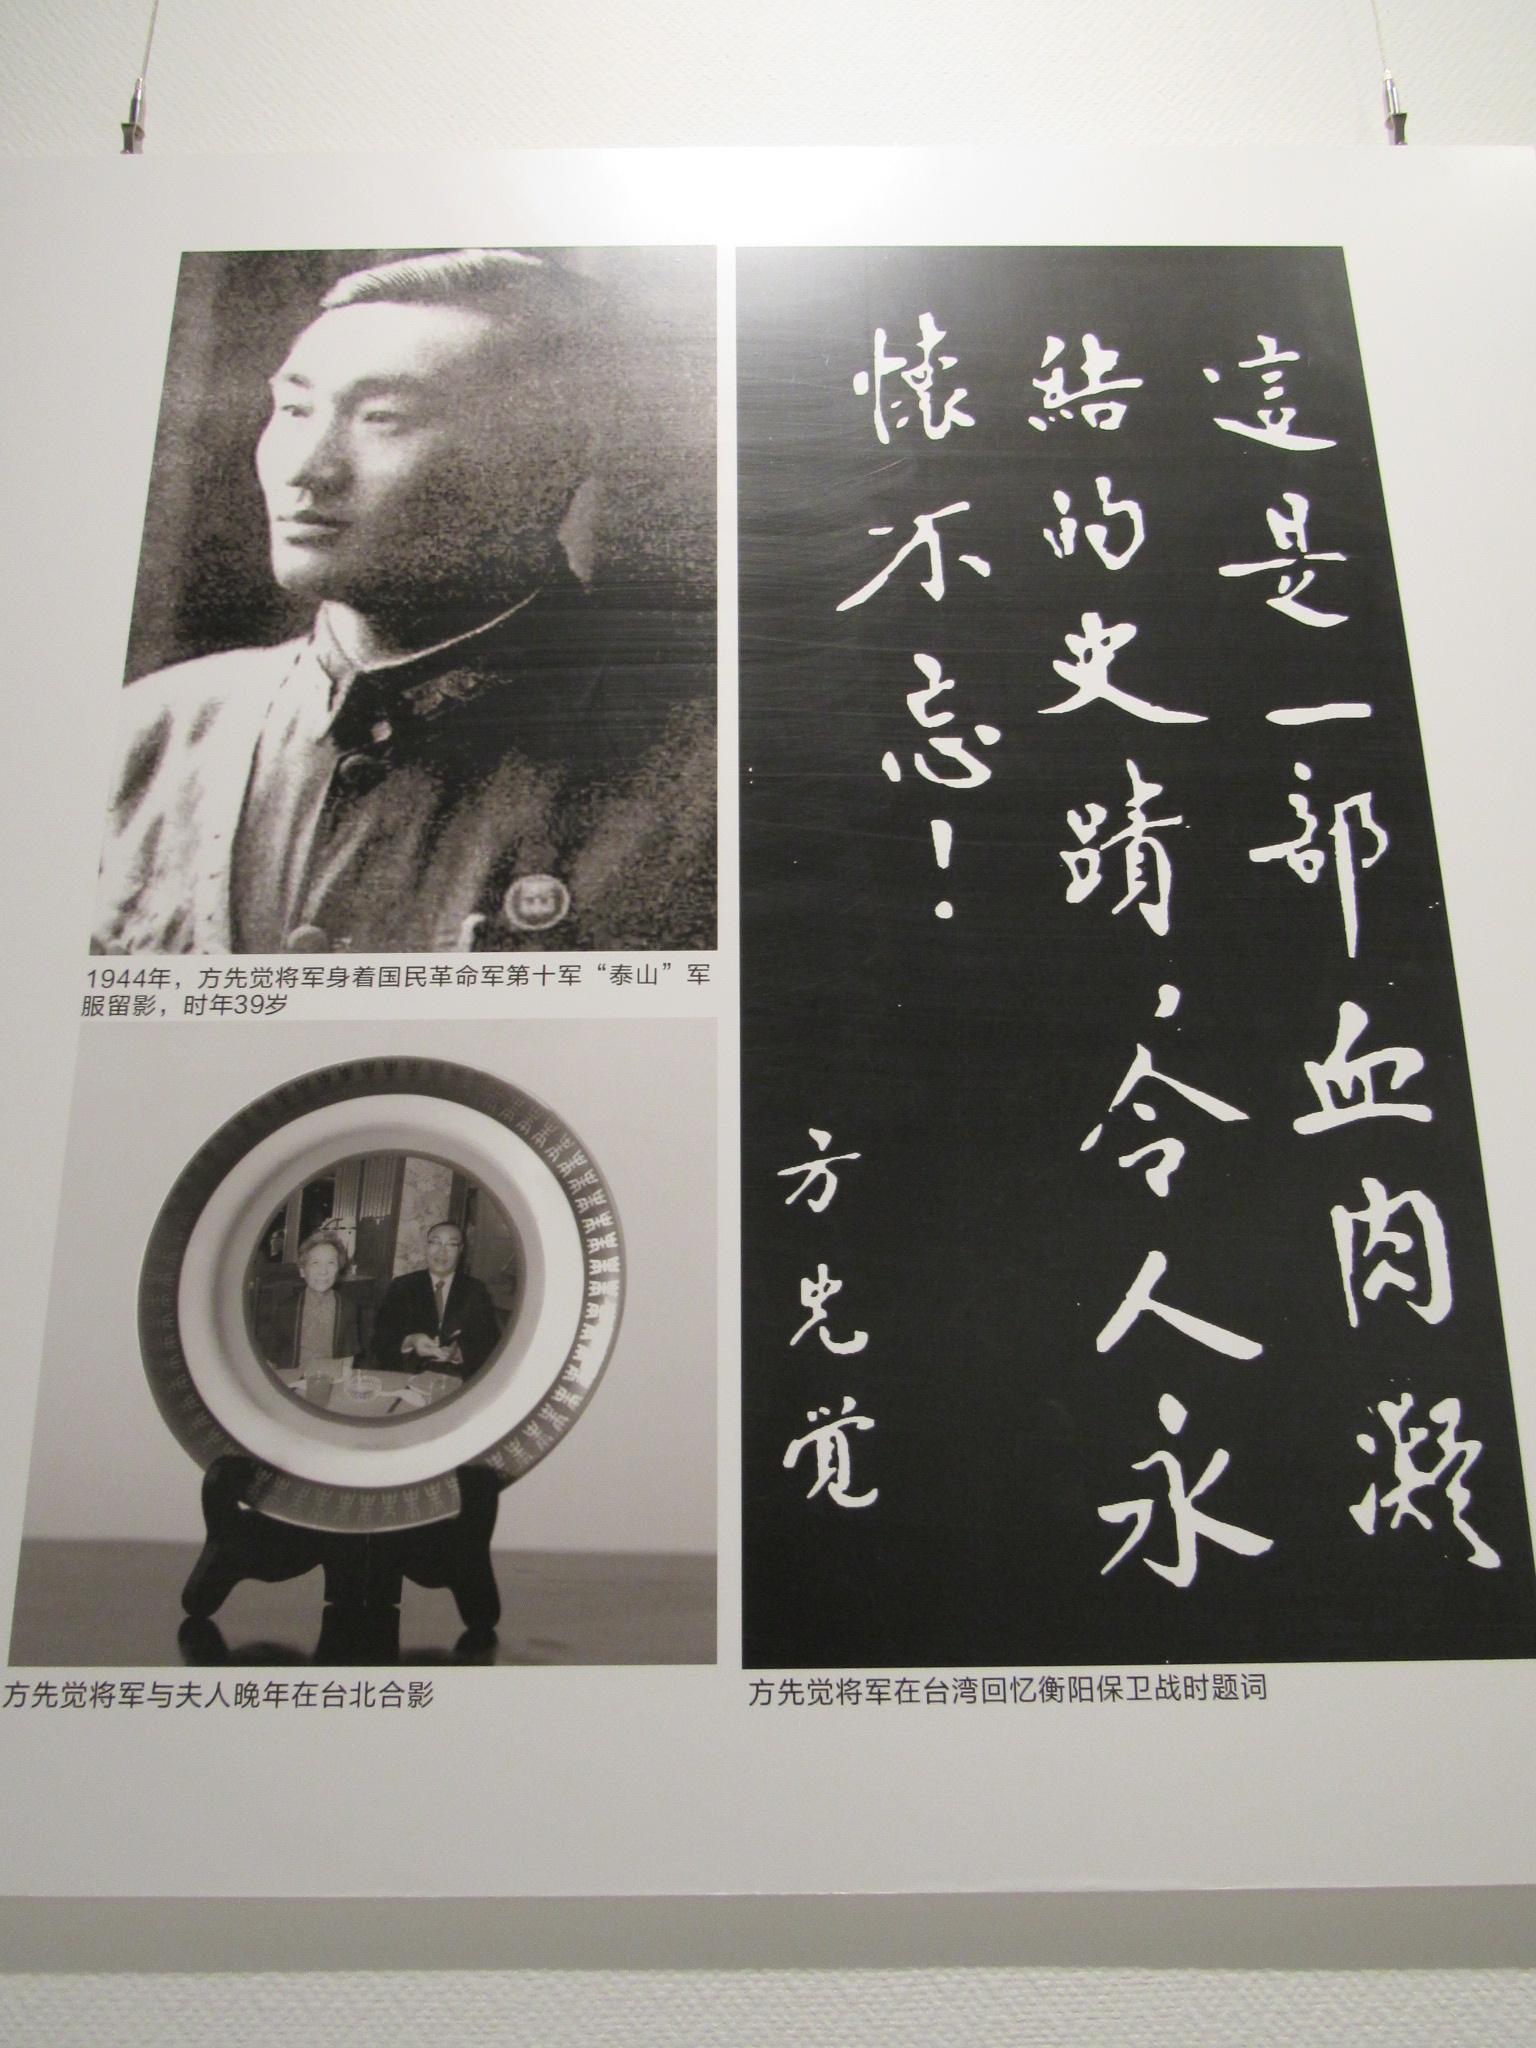 1944年，方先觉将军身着国民革命军第十军“泰山”军
服留影，时年39岁
方先觉将军与夫人晚年在台北合影
這是一部血肉凝
結的史蹟，令人永
懷不忘！
方先覚
方先觉将军在台湾回忆衡阳保卫战时题词